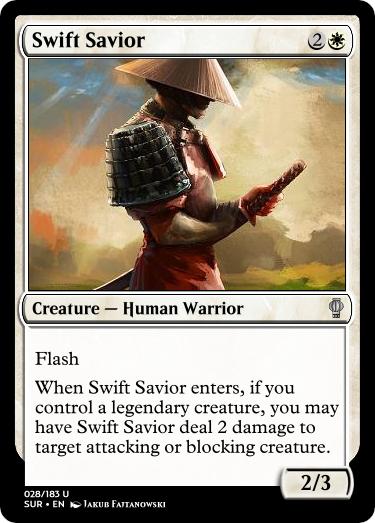 Swift Savior
2
Creature — Human Warrior
Flash
When Swift Savior enters, if you
control a legendary creature, you may
have Swift Savior deal 2 damage to
target attacking or blocking creature.
2/3
028/183 U
SUR • EN Jakub Fajtanowski